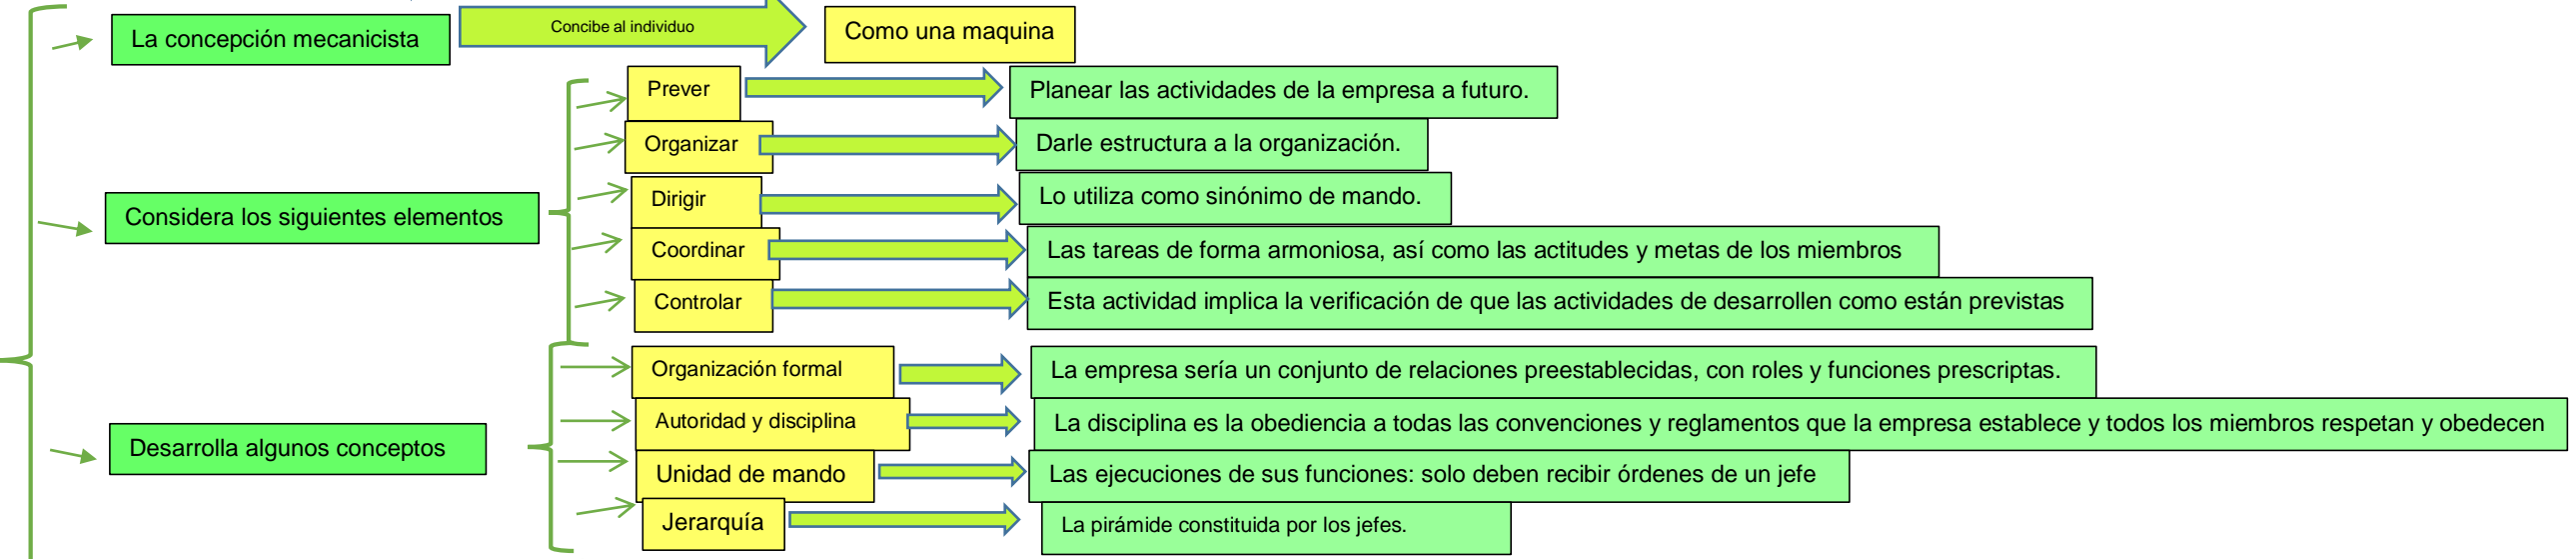 La concepción mecanicista
Concibe al individuo
Como una maquina
Prever
Planear las actividades de la empresa a futuro.
Organizar
Darle estructura a la organización.
Considera los siguientes elementos
Dirigir
Lo utiliza como sinónimo de mando.
Coordinar
Las tareas de forma armoniosa, así como las actitudes y metas de los miembros
Controlar
Esta actividad implica la verificación de que las actividades de desarrollen como están previstas
Organización formal
La empresa sería un conjunto de relaciones preestablecidas, con roles y funciones prescriptas.
Desarrolla algunos conceptos
Autoridad y disciplina
La disciplina es la obediencia a todas las convenciones y reglamentos que la empresa establece y todos los miembros respetan y obedecen
Unidad de mando
Las ejecuciones de sus funciones: solo deben recibir órdenes de un jefe
Jerarquía
La pirámide constituida por los jefes.